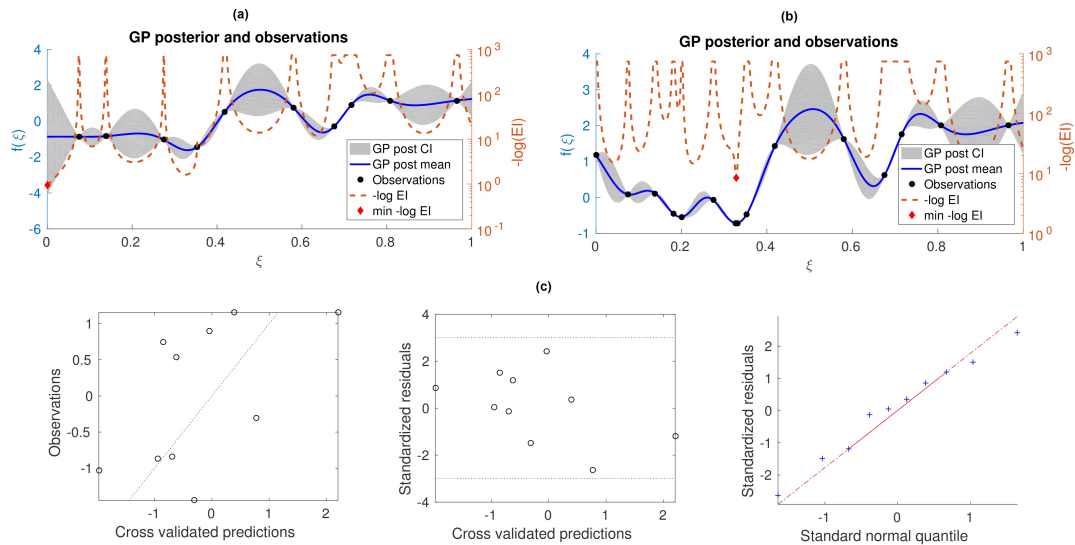 (a)
GP posterior and observations
4
2
0
-2
-4
-6
f(ξ)
0
0.2
0.4
0.6
0.8
1
ξ
10^3
10^2
10^1
10^0
10^-1
-log(EI)
GP post CI
GP post mean
Observations
-log EI
min -log EI
(b)
GP posterior and observations
4
3
2
1
0
-1
f(ξ)
0
0.2
0.4
0.6
0.8
1
ξ
10^3
10^2
10^1
10^0
-log(EI)
GP post CI
GP post mean
Observations
-log EI
min -log EI
(c)
1
0.5
0
-0.5
-1
Observations
-1
0
1
2
Cross validated predictions
4
2
0
-2
-4
Standardized residuals
-1
0
1
2
Cross validated predictions
2
1
0
-1
-2
Standardized residuals
-1
0
1
Standard normal quantile